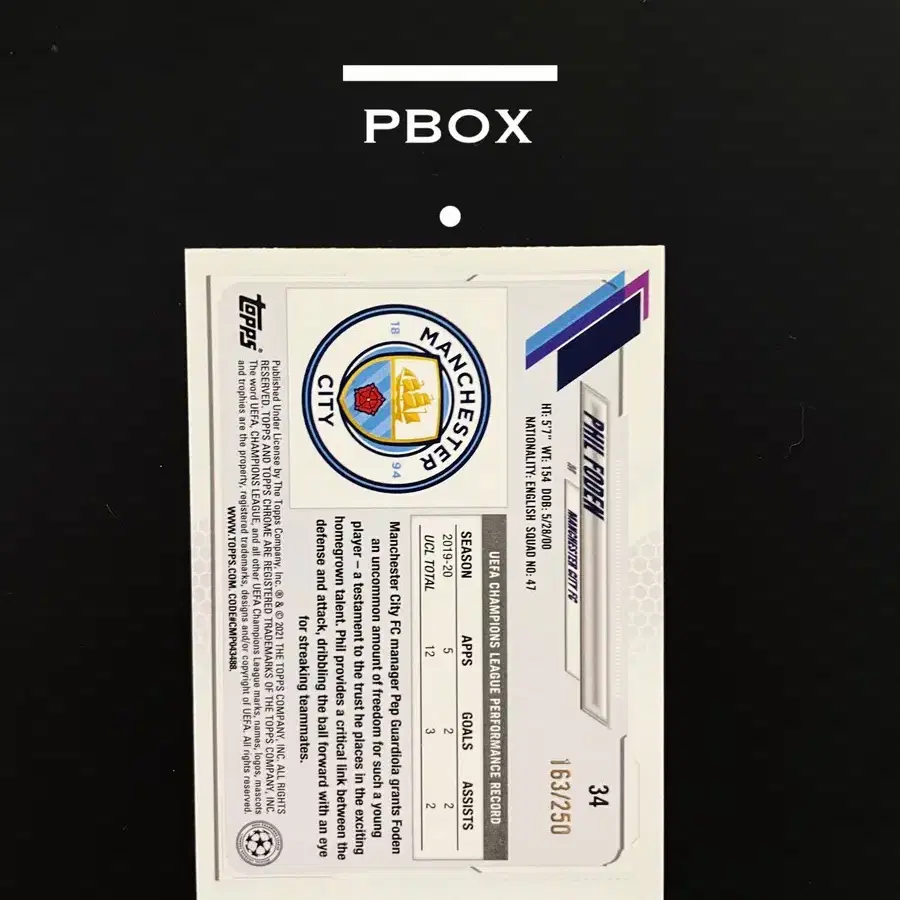 PBOX
34
163/250
PHIL FODEN
MF
MANCHESTER CITY FC
HT: 5'7" WT: 154 DOB: 5/28/00
NATIONALITY: ENGLISH SQUAD NO: 47
MANCHESTER
18 94
CITY
UEFA CHAMPIONS LEAGUE PERFORMANCE RECORD
SEASON APPS GOALS ASSISTS
2019-20 5 2 2
UCL TOTAL 12 3 2
Manchester City FC manager Pep Guardiola grants Foden
an uncommon amount of freedom for such a young
player – a testament to the trust he places in the exciting
homegrown talent. Phil provides a critical link between the
defense and attack, dribbling the ball forward with an eye
for streaking teammates.
topps®
Published Under License by The Topps Company, Inc. ® & © 2021 THE TOPPS COMPANY, INC. ALL RIGHTS
RESERVED. TOPPS AND TOPPS CHROME ARE REGISTERED TRADEMARKS OF THE TOPPS COMPANY, INC.
The word UEFA, CHAMPIONS LEAGUE, and all other UEFA Champions League marks, names, logos, mascots
and trophies are the property, registered trademarks, designs and/or copyright of UEFA. All rights reserved.
WWW.TOPPS.COM. CODE#CMP043488.